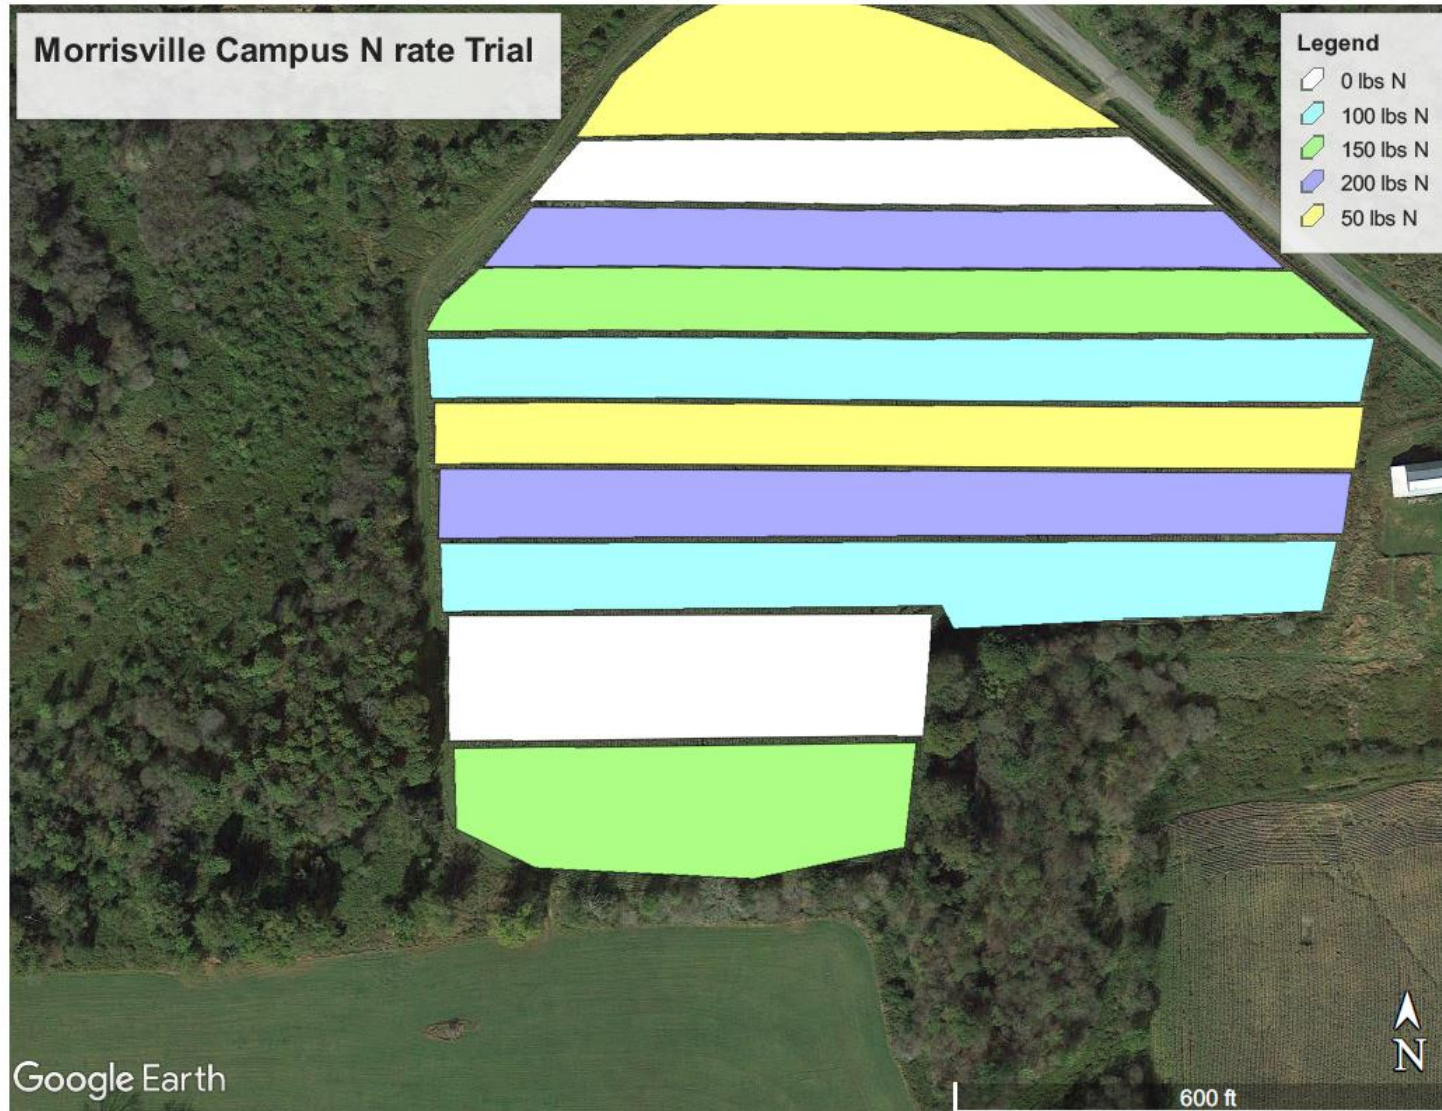 Morrisville Campus N rate Trial
Legend
0 lbs N
100 lbs N
150 lbs N
200 lbs N
50 lbs N
N
Google Earth
600 ft